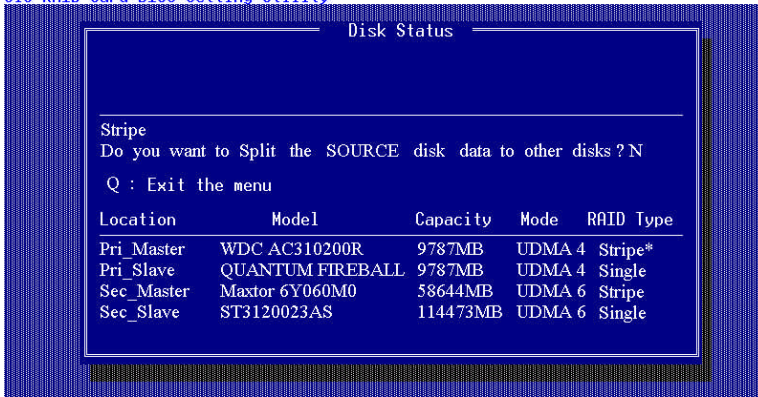 Disk Status
Stripe
Do you want to Split the SOURCE disk data to other disks ? N
Q : Exit the menu
Location Model Capacity Mode RAID Type
Pri_Master WDC AC310200R 9787MB UDMA 4 Stripe*
Pri_Slave QUANTUM FIREBALL 9787MB UDMA 4 Single
Sec_Master Maxtor 6Y060M0 58644MB UDMA 6 Stripe
Sec_Slave ST3120023AS 114473MB UDMA 6 Single